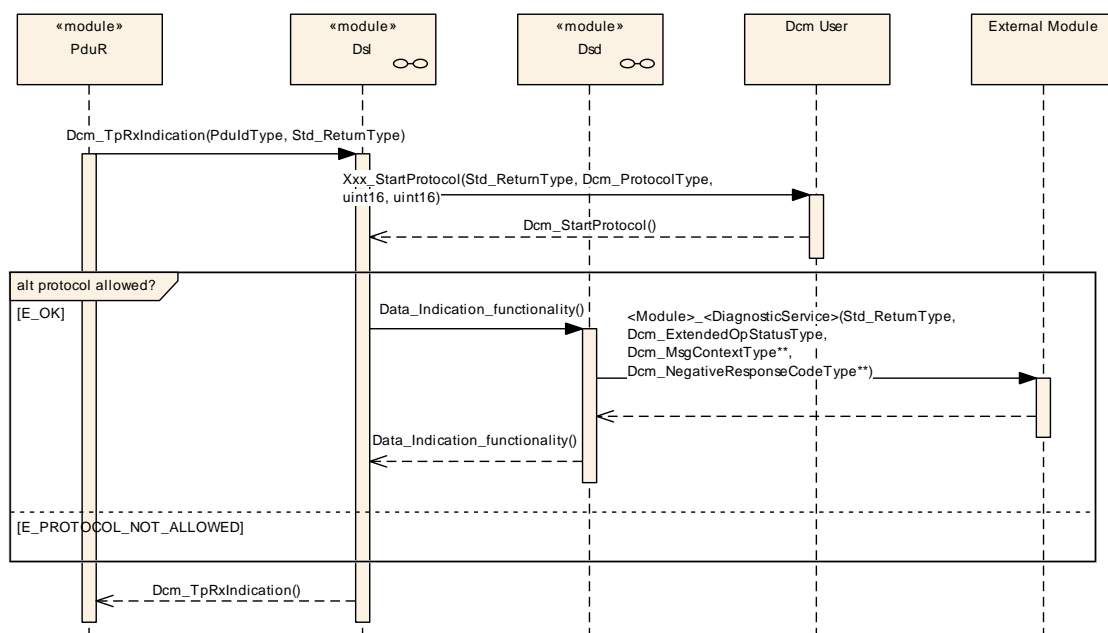 «module»
PduR
«module»
Dsl
«module»
Dsd
Dcm User
External Module
Dcm_TpRxIndication(PduIdType, Std_ReturnType)
Xxx_StartProtocol(Std_ReturnType, Dcm_ProtocolType,
uint16, uint16)
Dcm_StartProtocol()
alt protocol allowed?
[E_OK]
Data_Indication_functionality()
<Module>_<DiagnosticService>(Std_ReturnType,
Dcm_ExtendedOpStatusType,
Dcm_MsgContextType**,
Dcm_NegativeResponseCodeType**)
Data_Indication_functionality()
[E_PROTOCOL_NOT_ALLOWED]
Dcm_TpRxIndication()